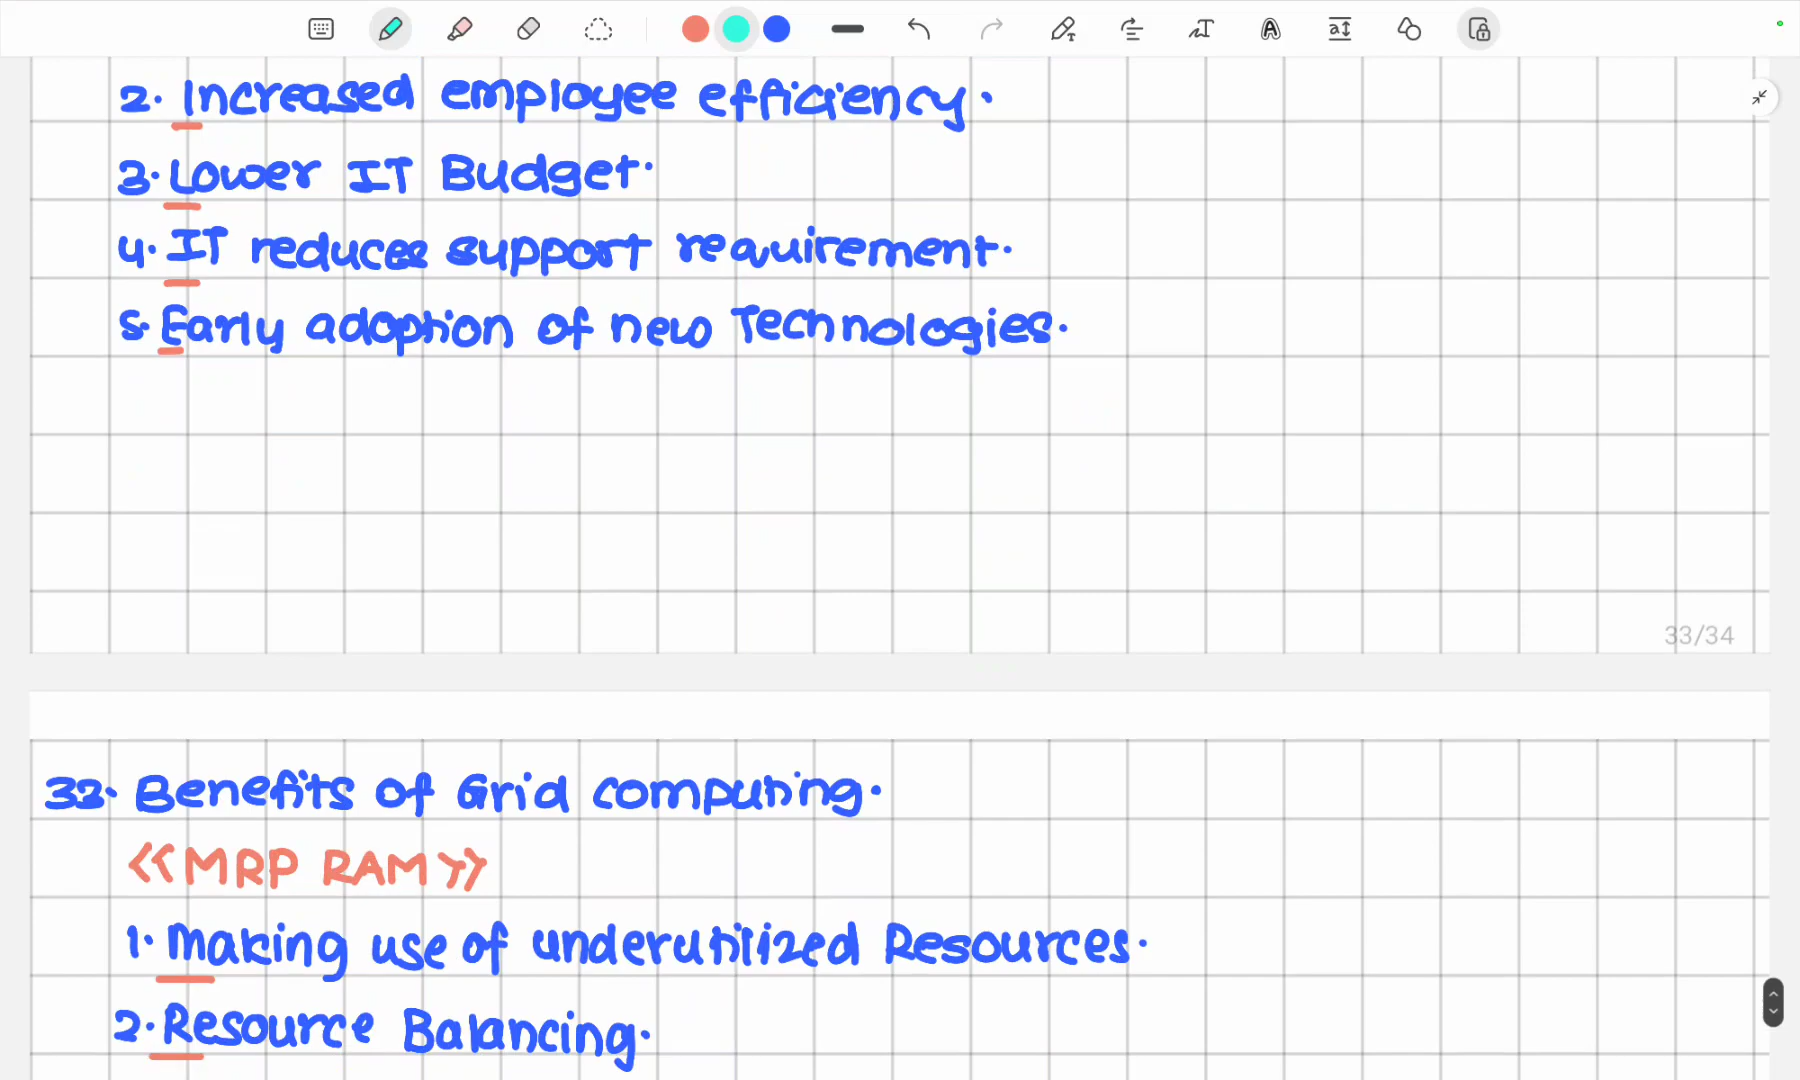 2. Increased employee efficiency.
3. Lower IT Budget.
4. IT reduces support requirement.
5. Early adoption of new Technologies.
33/34
33. Benefits of Grid computing.
<<MRP RAM>>
1. Making use of underutilized Resources.
2. Resource Balancing.